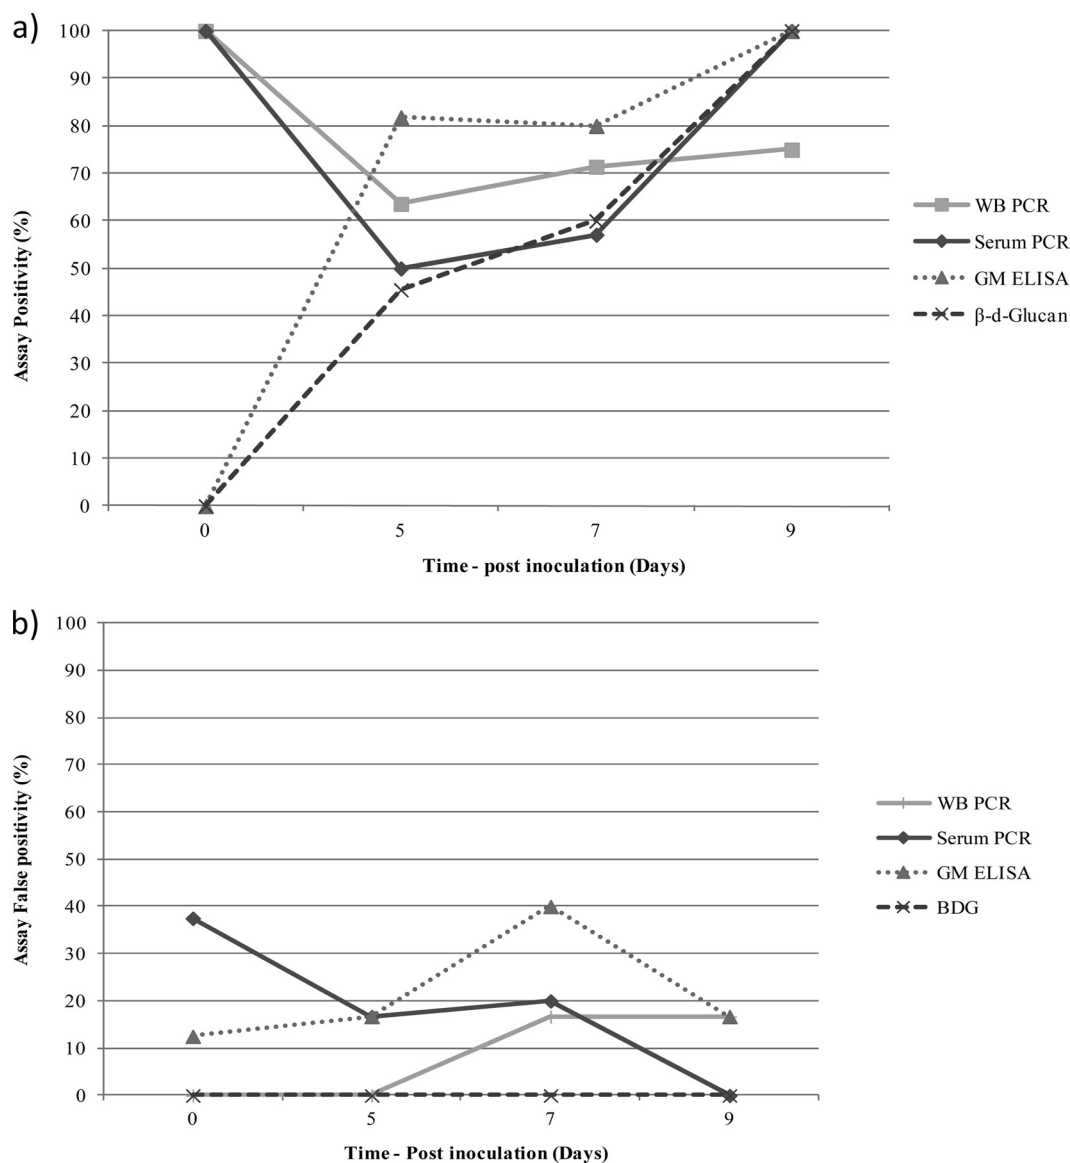 a)
100
90
80
70
60
50
40
30
20
10
0
Assay Positivity (%)
0 5 7 9
Time - post inoculation (Days)
WB PCR
Serum PCR
GM ELISA
β-d-Glucan
b)
100
90
80
70
60
50
40
30
20
10
0
Assay False positivity (%)
0 5 7 9
Time - Post inoculation (Days)
WB PCR
Serum PCR
GM ELISA
BDG